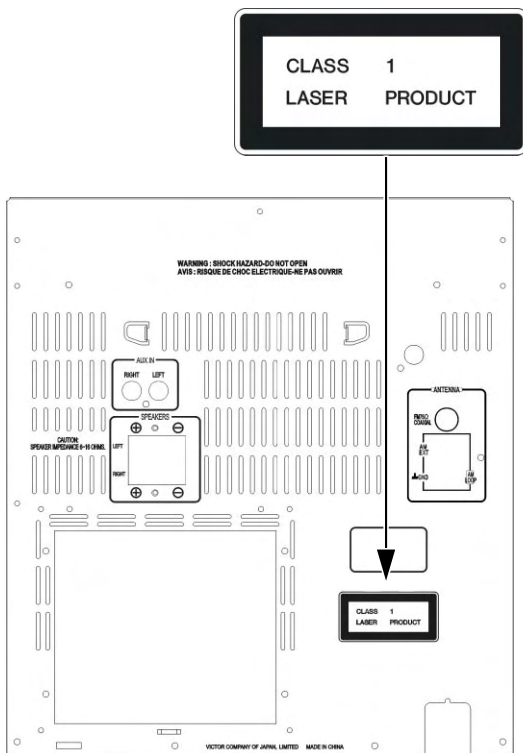 CLASS 1
LASER PRODUCT
WARNING : SHOCK HAZARD-DO NOT OPEN
AVIS : RISQUE DE CHOC ELECTRIQUE-NE PAS OUVRIR
AUX IN
RIGHT LEFT
SPEAKERS
CAUTION:
SPEAKER IMPEDANCE 6~16 OHMS.
LEFT
RIGHT
ANTENNA
FM75Ω
COAXIAL
AM
EXT
GND
AM
LOOP
CLASS 1
LASER PRODUCT
VICTOR COMPANY OF JAPAN, LIMITED MADE IN CHINA